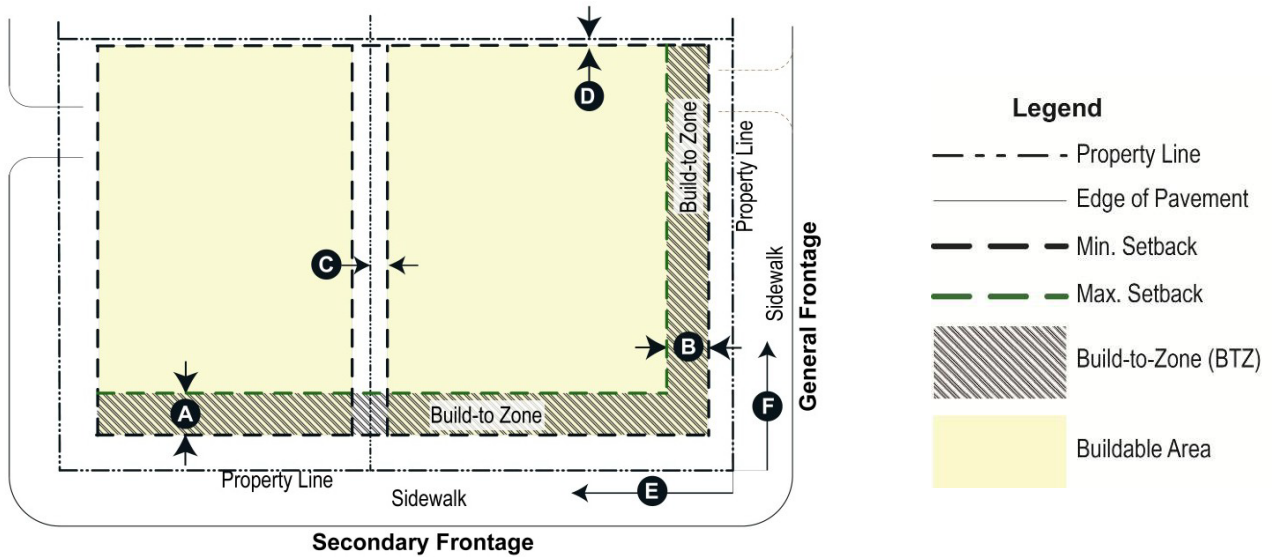 D
Build-to Zone
Property Line
C
Sidewalk
General Frontage
B
A
Build-to Zone
F
Property Line
Sidewalk
E
Secondary Frontage
Legend
Property Line
Edge of Pavement
Min. Setback
Max. Setback
Build-to-Zone (BTZ)
Buildable Area